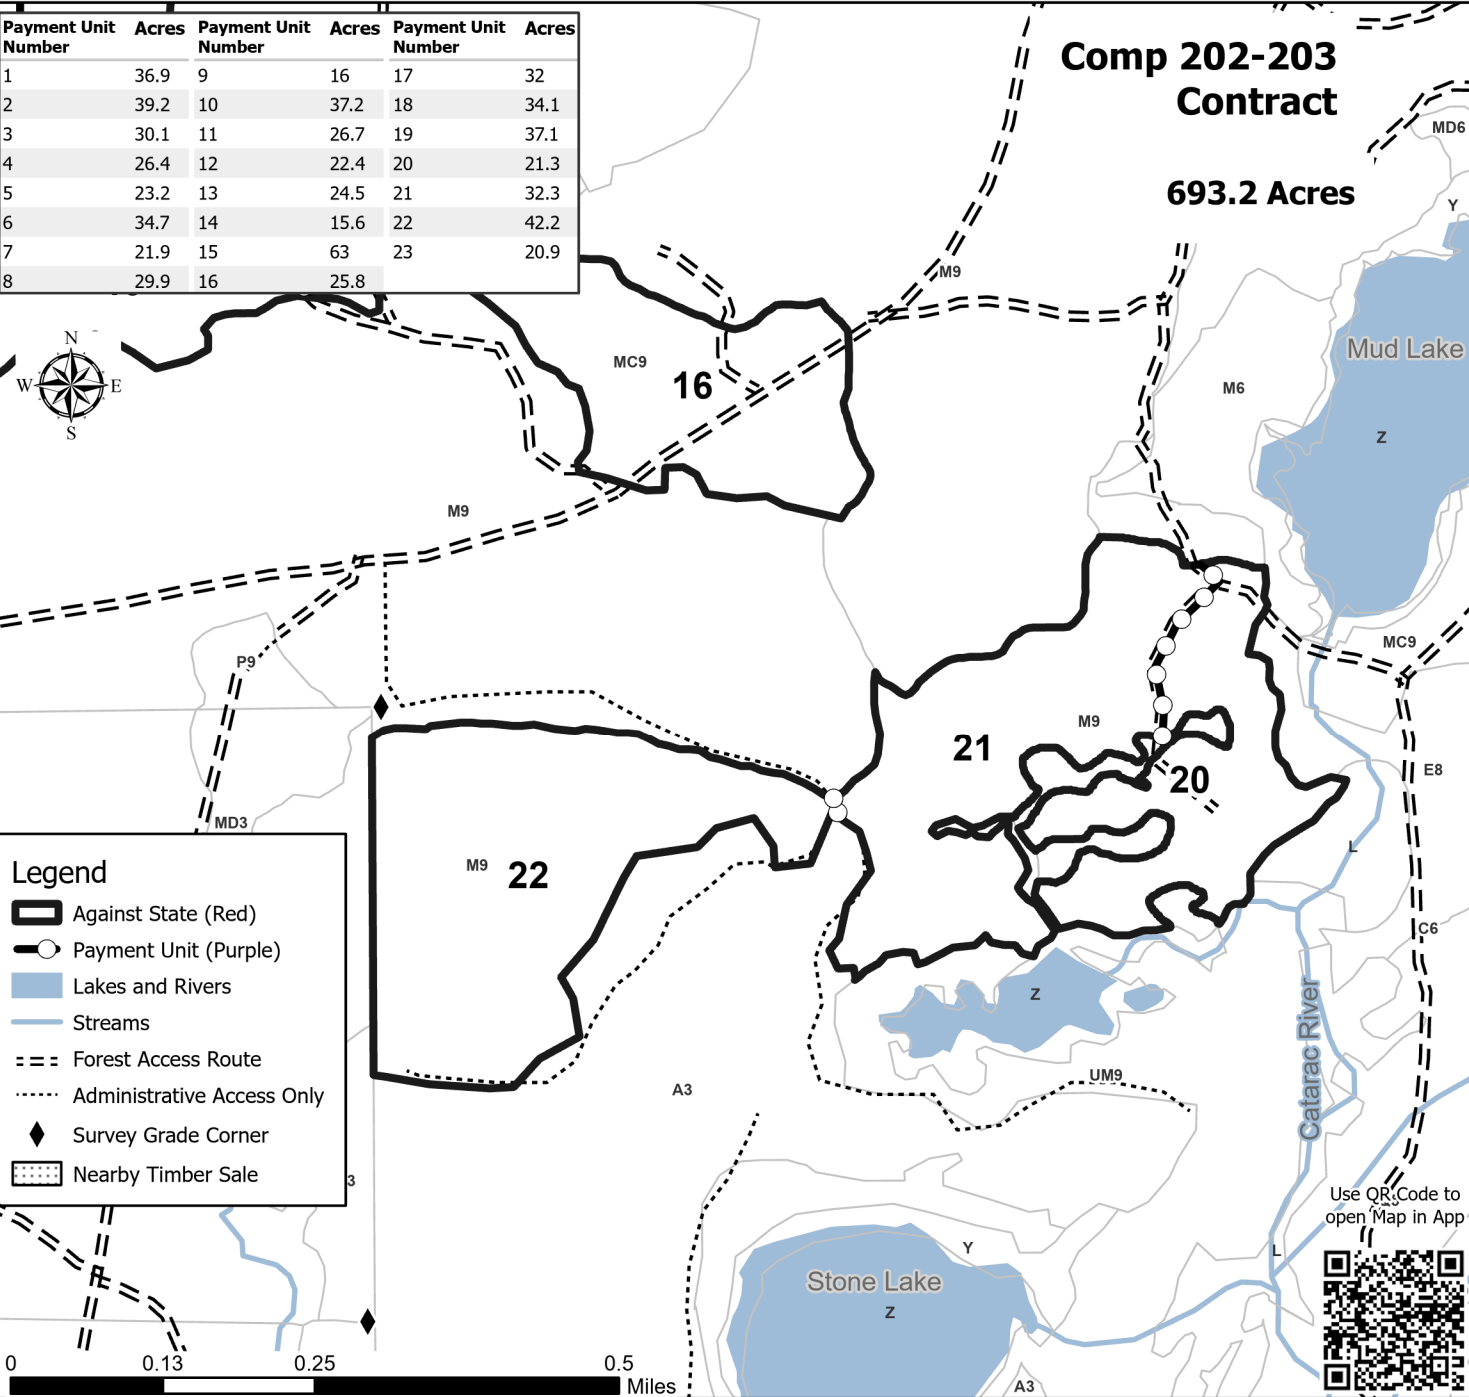 Payment Unit Number Acres Payment Unit Number Acres Payment Unit Number Acres
1 36.9 9 16 17 32
2 39.2 10 37.2 18 34.1
3 30.1 11 26.7 19 37.1
4 26.4 12 22.4 20 21.3
5 23.2 13 24.5 21 32.3
6 34.7 14 15.6 22 42.2
7 21.9 15 63 23 20.9
8 29.9 16 25.8
Comp 202-203
Contract
693.2 Acres
MD6
Y
M9
N
W E
S
MC9
16
M6
Mud Lake
Z
M9
P9
MC9
M9
21
20
E8
MD3
L
M9
22
C6
Z
Catarac River
UM9
A3
Legend
Against State (Red)
Payment Unit (Purple)
Lakes and Rivers
Streams
Forest Access Route
Administrative Access Only
Survey Grade Corner
Nearby Timber Sale
3
Use QR Code to
open Map in App
Y
L
Stone Lake
Z
A3
0 0.13 0.25 0.5
Miles